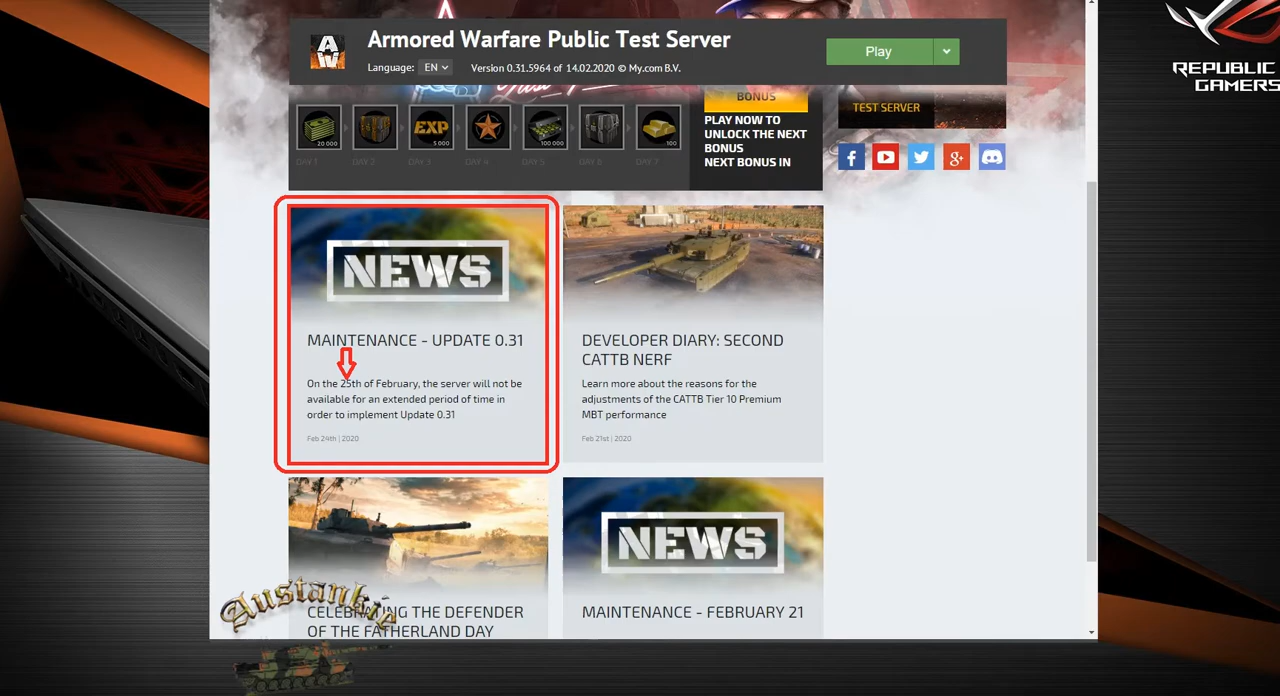 REPUBLIC
GAMERS
Armored Warfare Public Test Server
Language: EN
Version 0.31.5964 of 14.02.2020 © My.com B.V.
Play
20 000
EXP
5 000
100 000
100
DAY 1
DAY 2
DAY 3
DAY 4
DAY 5
DAY 6
DAY 7
BONUS
PLAY NOW TO
UNLOCK THE NEXT
BONUS
NEXT BONUS IN
TEST SERVER
NEWS
MAINTENANCE - UPDATE 0.31
On the 25th of February, the server will not be
available for an extended period of time in
order to implement Update 0.31
Feb 24th | 2020
DEVELOPER DIARY: SECOND
CATTB NERF
Learn more about the reasons for the
adjustments of the CATTB Tier 10 Premium
MBT performance
Feb 21st | 2020
CELEBRATING THE DEFENDER
OF THE FATHERLAND DAY
NEWS
MAINTENANCE - FEBRUARY 21
Austankie